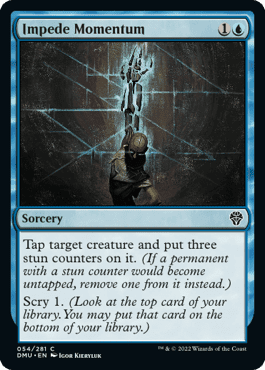 Impede Momentum 1
Sorcery
Tap target creature and put three
stun counters on it. (If a permanent
with a stun counter would become
untapped, remove one from it instead.)
Scry 1. (Look at the top card of your
library. You may put that card on the
bottom of your library.)
054/281 C
DMU • EN IGOR KIERYLUK
™ & © 2022 Wizards of the Coast